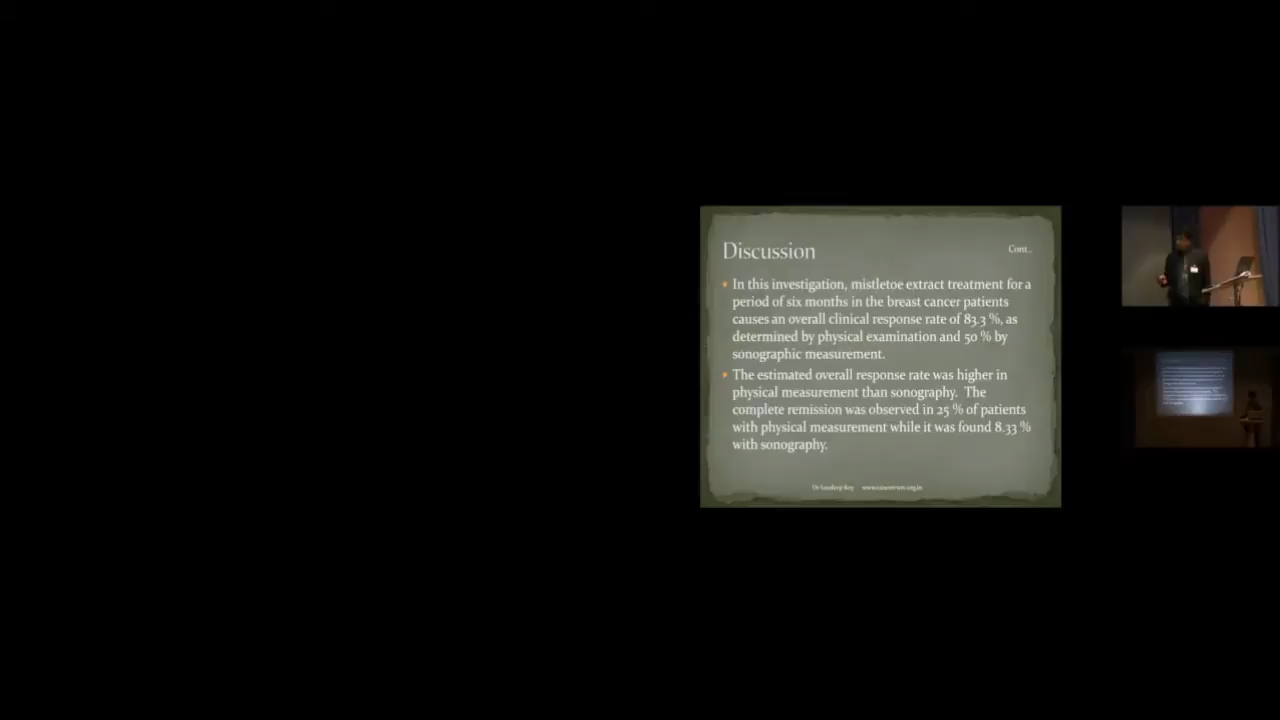 Discussion
Cont..
In this investigation, mistletoe extract treatment for a
period of six months in the breast cancer patients
causes an overall clinical response rate of 83.3 %, as
determined by physical examination and 50 % by
sonographic measurement.
The estimated overall response rate was higher in
physical measurement than sonography. The
complete remission was observed in 25 % of patients
with physical measurement while it was found 8.33 %
with sonography.
Dr Sandeep Roy